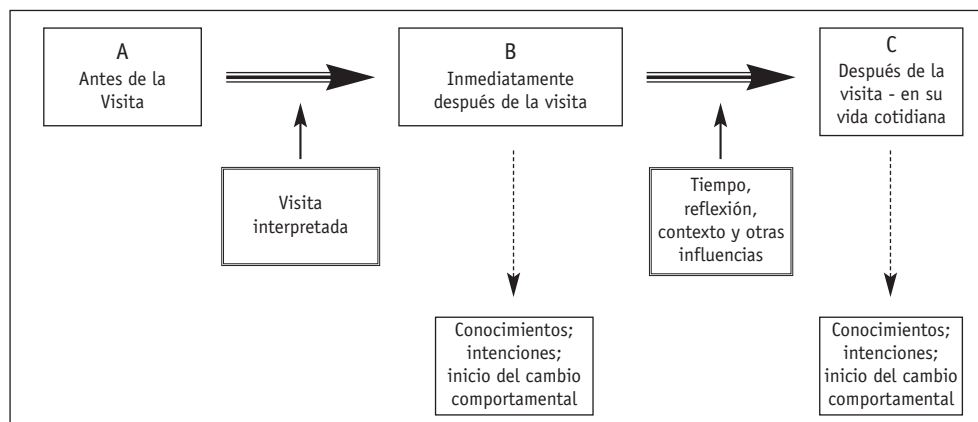 A
Antes de la
Visita
B
Inmediatamente
después de la visita
C
Después de la
visita - en su
vida cotidiana
Visita
interpretada
Tiempo,
reflexión,
contexto y otras
influencias
Conocimientos;
intenciones;
inicio del cambio
comportamental
Conocimientos;
intenciones;
inicio del cambio
comportamental